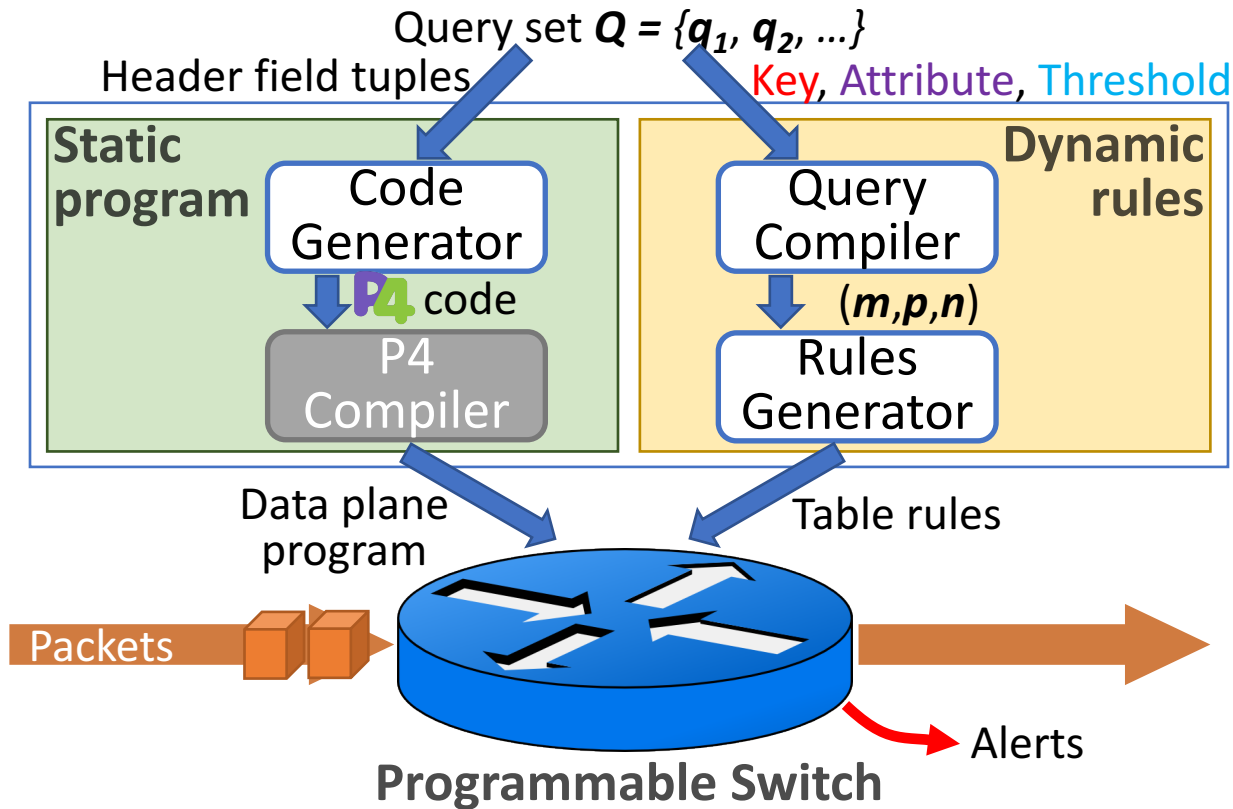 Query set Q = {q1, q2, ...}
Header field tuples
Key, Attribute, Threshold
Static
program
Code
Generator
P4 code
P4
Compiler
Dynamic
rules
Query
Compiler
(m,p,n)
Rules
Generator
Data plane
program
Table rules
Packets
Alerts
Programmable Switch